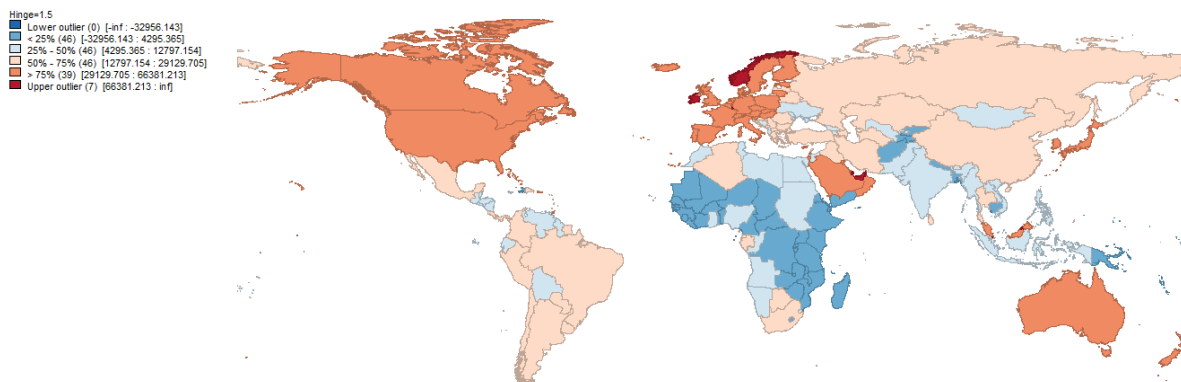 Hinge=1.5
Lower outlier (0) [-inf : -32956.143]
< 25% (46) [-32956.143 : 4295.365]
25% - 50% (46) [4295.365 : 12797.154]
50% - 75% (46) [12797.154 : 29129.705]
> 75% (39) [29129.705 : 66381.213]
Upper outlier (7) [66381.213 : inf]